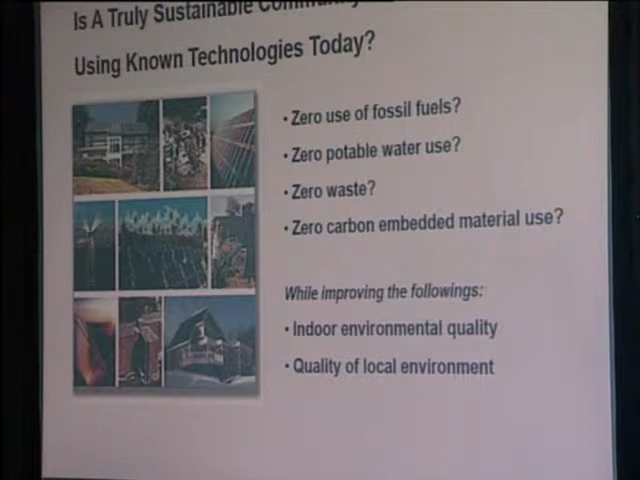 Is A Truly Sustainable Community
Using Known Technologies Today?
• Zero use of fossil fuels?
• Zero potable water use?
• Zero waste?
• Zero carbon embedded material use?
While improving the followings:
• Indoor environmental quality
• Quality of local environment